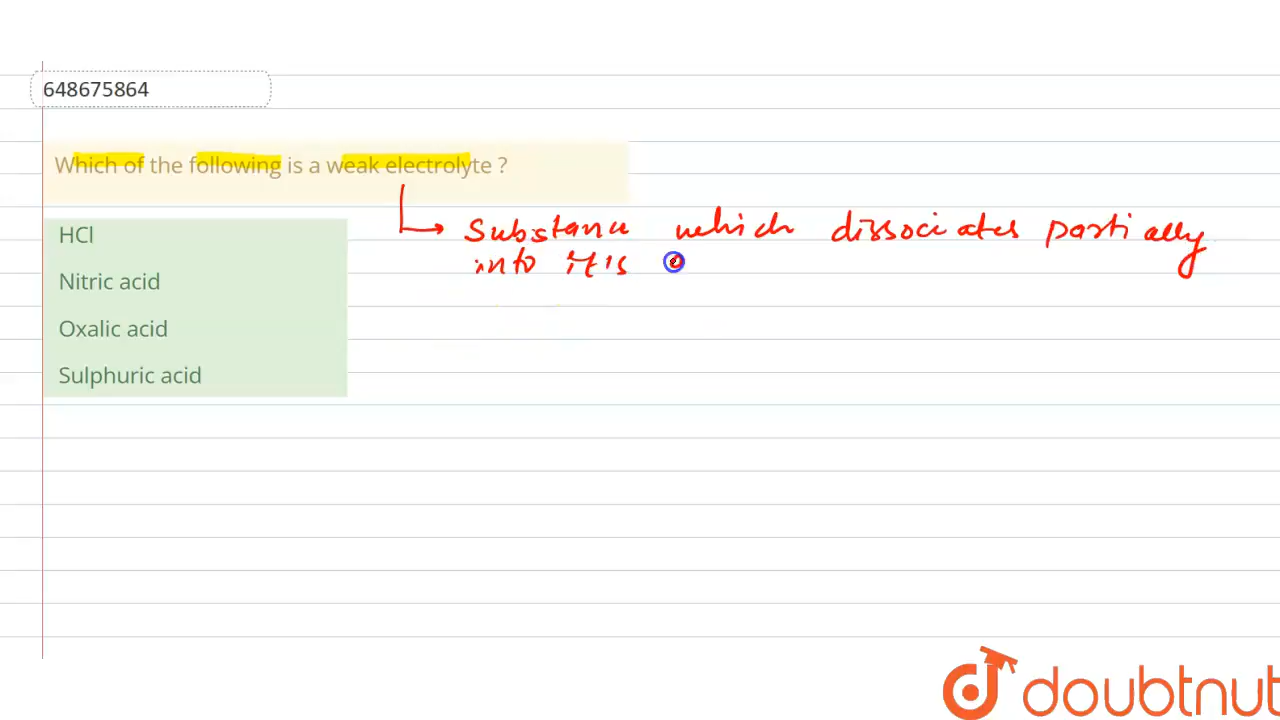 648675864
Which of the following is a weak electrolyte ?
Substance which dissociates partially
into it's
HCl
Nitric acid
Oxalic acid
Sulphuric acid
doubtnut